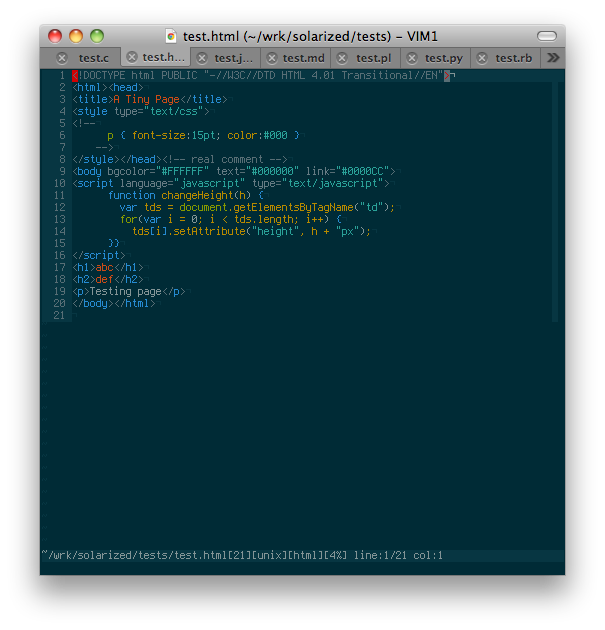 test.html (~/wrk/solarized/tests) – VIM1
test.c test.h... test.j... test.md test.pl test.py test.rb
1 <!DOCTYPE html PUBLIC "-//W3C//DTD HTML 4.01 Transitional//EN">¬
2 <html><head>¬
3 <title>A Tiny Page</title>¬
4 <style type="text/css">¬
5 <!--¬
6 p { font-size:15pt; color:#000 }¬
7 -->¬
8 </style></head><!-- real comment -->¬
9 <body bgcolor="#FFFFFF" text="#000000" link="#0000CC">¬
10 <script language="javascript" type="text/javascript">¬
11 function changeHeight(h) {¬
12 var tds = document.getElementsByTagName("td");¬
13 for(var i = 0; i < tds.length; i++) {¬
14 tds[i].setAttribute("height", h + "px");¬
15 }}¬
16 </script>¬
17 <h1>abc</h1>¬
18 <h2>def</h2>¬
19 <p>Testing page</p>¬
20 </body></html>¬
21 ¬
~/wrk/solarized/tests/test.html[21][unix][html][4%] line:1/21 col:1